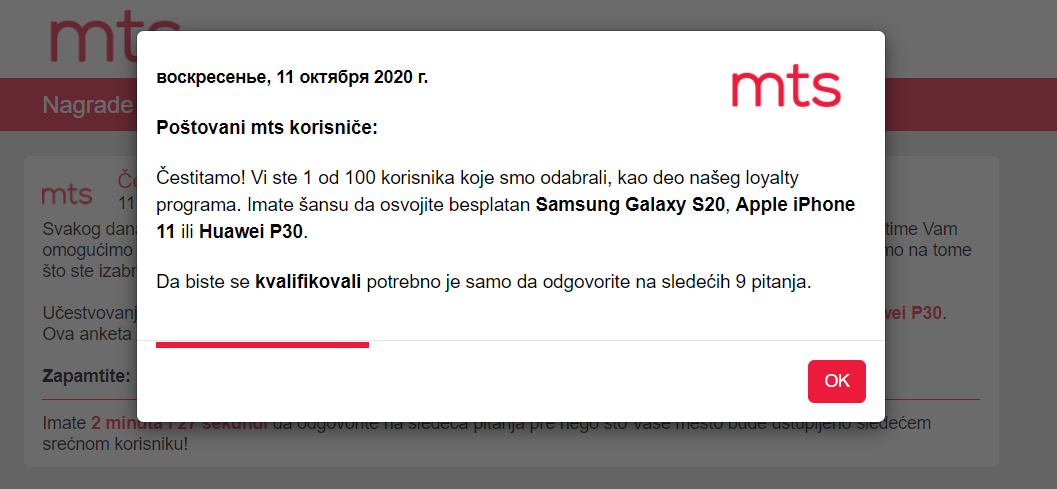 mts
Nagrade
воскресенье, 11 октября 2020 г.
mts
Poštovani mts korisniče:
Čestitamo! Vi ste 1 od 100 korisnika koje smo odabrali, kao deo našeg loyalty
programa. Imate šansu da osvojite besplatan Samsung Galaxy S20, Apple iPhone
11 ili Huawei P30.
Da biste se kvalifikovali potrebno je samo da odgovorite na sledećih 9 pitanja.
OK
mts
11
Svakog dana time Vam
omogućimo mo na tome
što ste izabr
Učestvovanj wei P30.
Ova anketa
Zapamtite:
Imate 2 minuta i 27 sekundi da odgovorite na sledeća pitanja pre nego što Vaše mesto bude ustupljeno sledećem
srećnom korisniku!